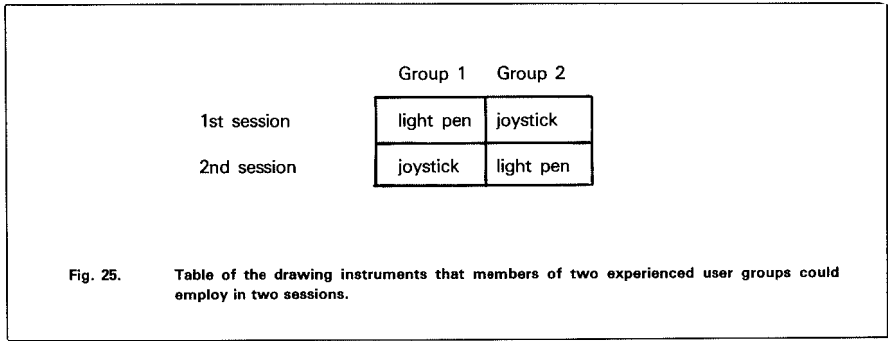 Group 1 Group 2
1st session light pen joystick
2nd session joystick light pen
Fig. 25. Table of the drawing instruments that members of two experienced user groups could
employ in two sessions.